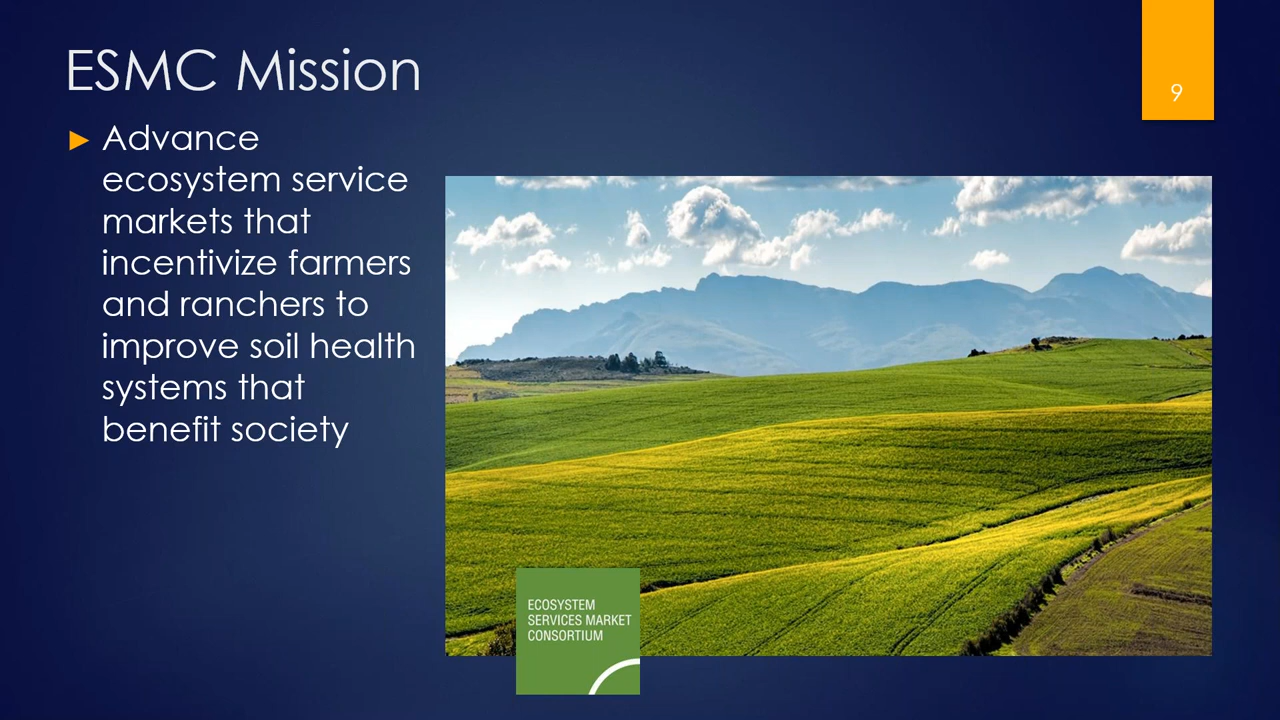 ESMC Mission
9
Advance
ecosystem service
markets that
incentivize farmers
and ranchers to
improve soil health
systems that
benefit society
ECOSYSTEM
SERVICES MARKET
CONSORTIUM